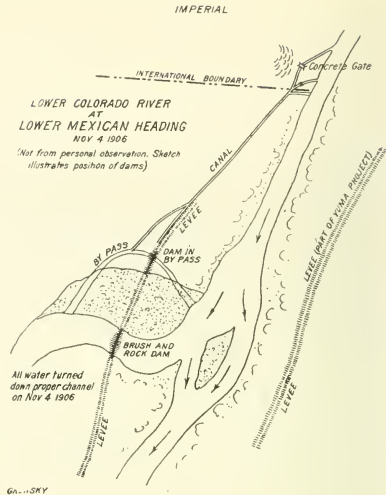 IMPERIAL
Concrete Gate
INTERNATIONAL BOUNDARY
LOWER COLORADO RIVER
AT
LOWER MEXICAN HEADING
NOV 4 1906
(Not from personal observation. Sketch
illustrates position of dams)
CANAL
LEVEE
LEVEE (PART OF YUMA PROJECT)
BY PASS
DAM IN
BY PASS
BRUSH AND
ROCK DAM
All water turned
down proper channel
on Nov 4 1906
LEVEE
LEVEE